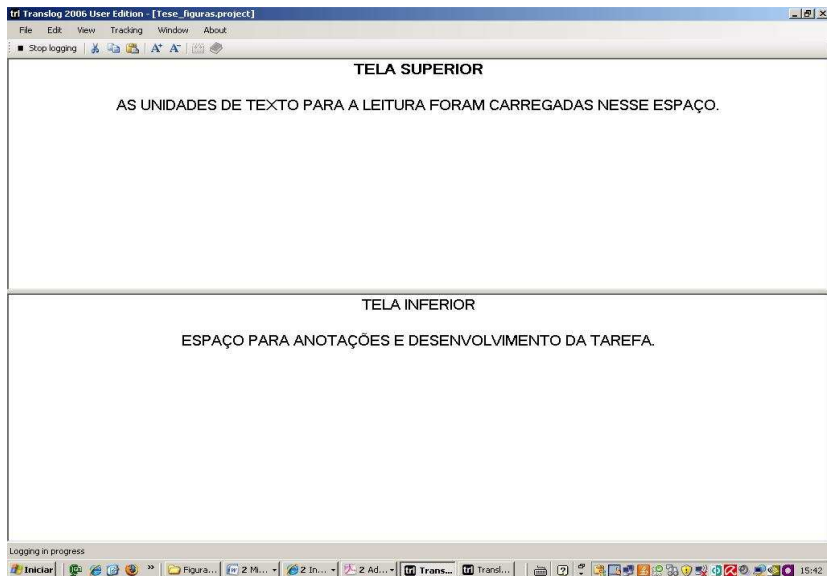 trl Translog 2006 User Edition - [Tese_figuras.project]
File Edit View Tracking Window About
Stop logging A+ A-
TELA SUPERIOR
AS UNIDADES DE TEXTO PARA A LEITURA FORAM CARREGADAS NESSE ESPAÇO.
TELA INFERIOR
ESPAÇO PARA ANOTAÇÕES E DESENVOLVIMENTO DA TAREFA.
Logging in progress
Iniciar » Figura... 2 Mi... 2 In... 2 Ad... trl Trans... trl Transl... 15:42